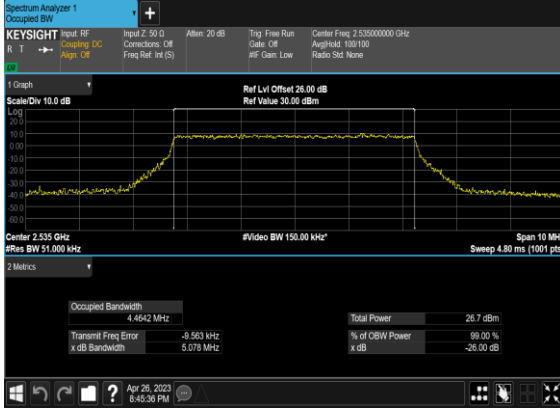 Spectrum Analyzer 1
Occupied BW
+
KEYSIGHT Input: RF Input Z: 50 Ω Atten: 20 dB Trig: Free Run Center Freq: 2.535000000 GHz
R T Coupling: DC Corrections: Off Gate: Off Avg|Hold: 100/100
Align: Off Freq Ref: Int (S) #IF Gain: Low Radio Std: None
1 Graph
Scale/Div 10.0 dB
Ref Lvl Offset 26.00 dB
Ref Value 30.00 dBm
Log
20.0
10.0
0.00
-10.0
-20.0
-30.0
-40.0
-50.0
-60.0
Center 2.535 GHz #Video BW 150.00 kHz* Span 10 MH
#Res BW 51.000 kHz Sweep 4.80 ms (1001 pts
2 Metrics
Occupied Bandwidth
4.4642 MHz Total Power 26.7 dBm
Transmit Freq Error -9.563 kHz % of OBW Power 99.00 %
x dB Bandwidth 5.078 MHz x dB -26.00 dB
? Apr 26, 2023
8:45:36 PM